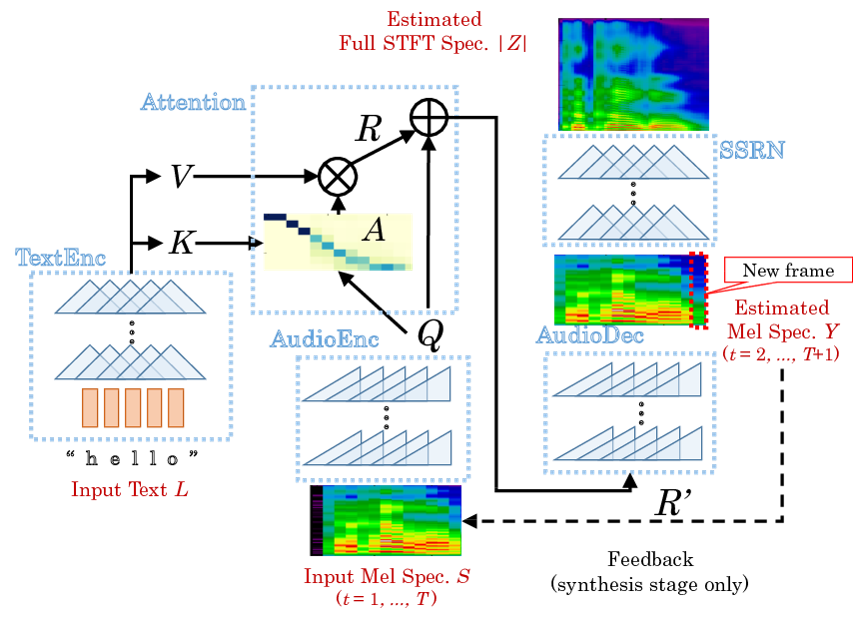 Estimated
Full STFT Spec. |Z|
Attention
R
SSRN
V
A
K
TextEnc
New frame
Q
Estimated
Mel Spec. Y
(t = 2, ..., T+1)
AudioEnc
AudioDec
“ h e l l o ”
Input Text L
R’
Input Mel Spec. S
(t = 1, ..., T)
Feedback
(synthesis stage only)